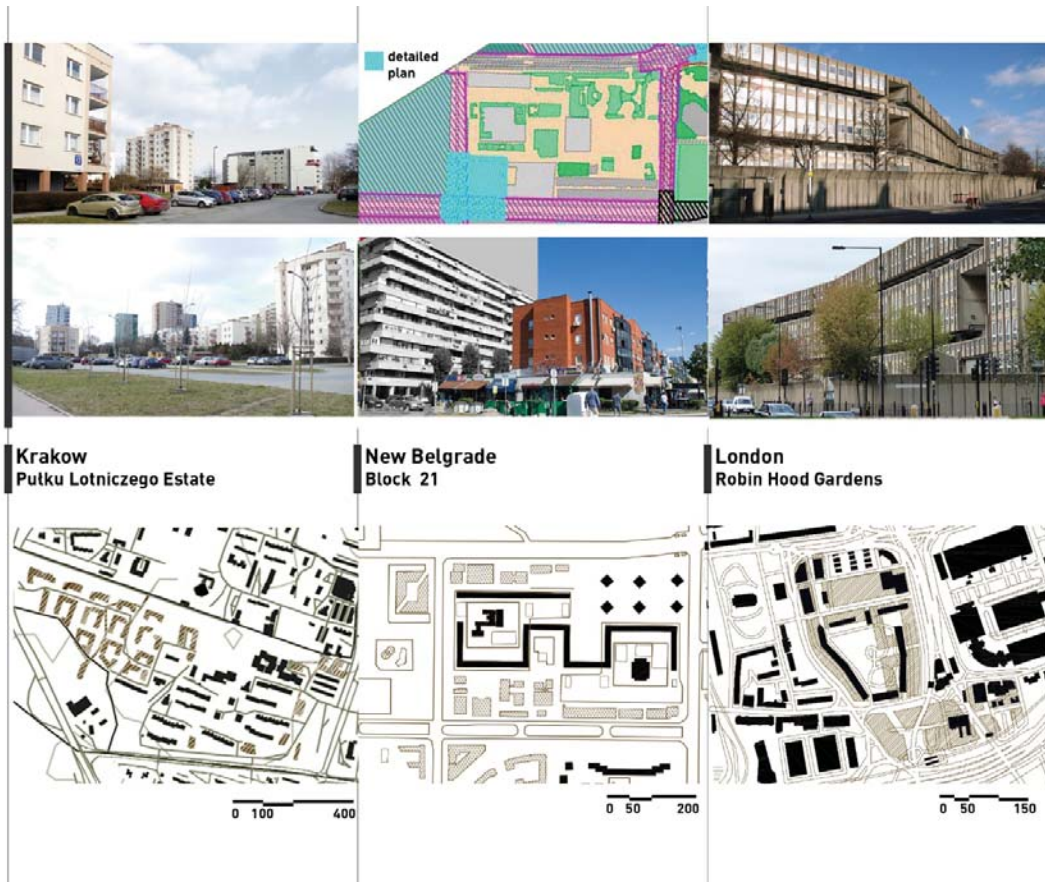 detailed
plan
Krakow
Pułku Lotniczego Estate
New Belgrade
Block 21
London
Robin Hood Gardens
0 100 400
0 50 200
0 50 150